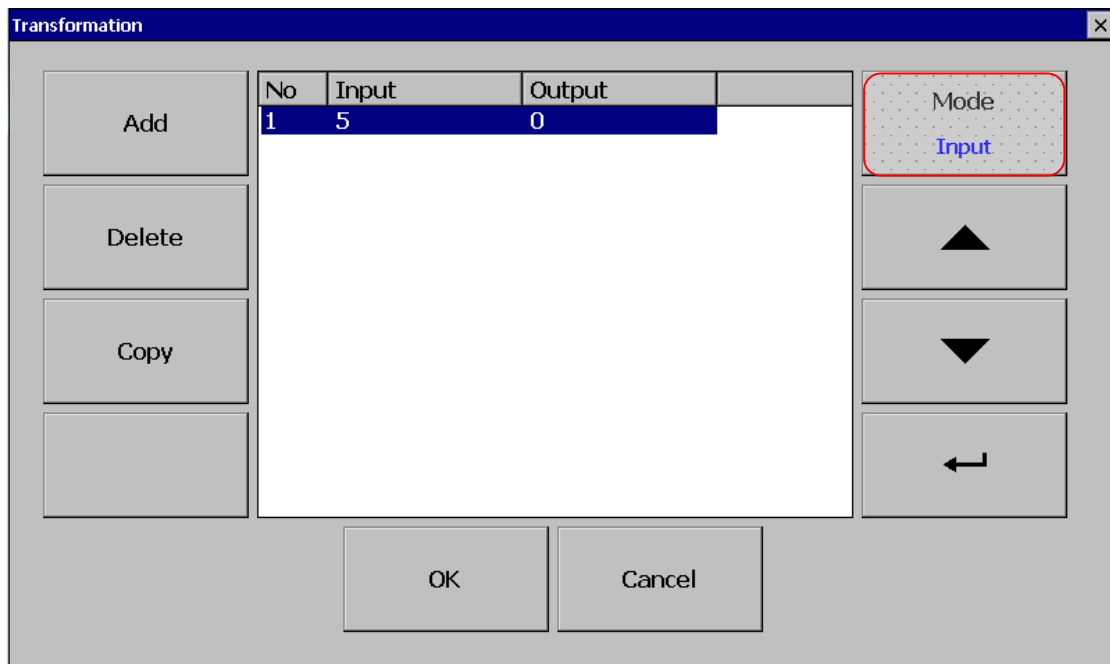 Transformation
Add
Delete
Copy
No Input Output
1 5 0
Mode
Input
OK
Cancel